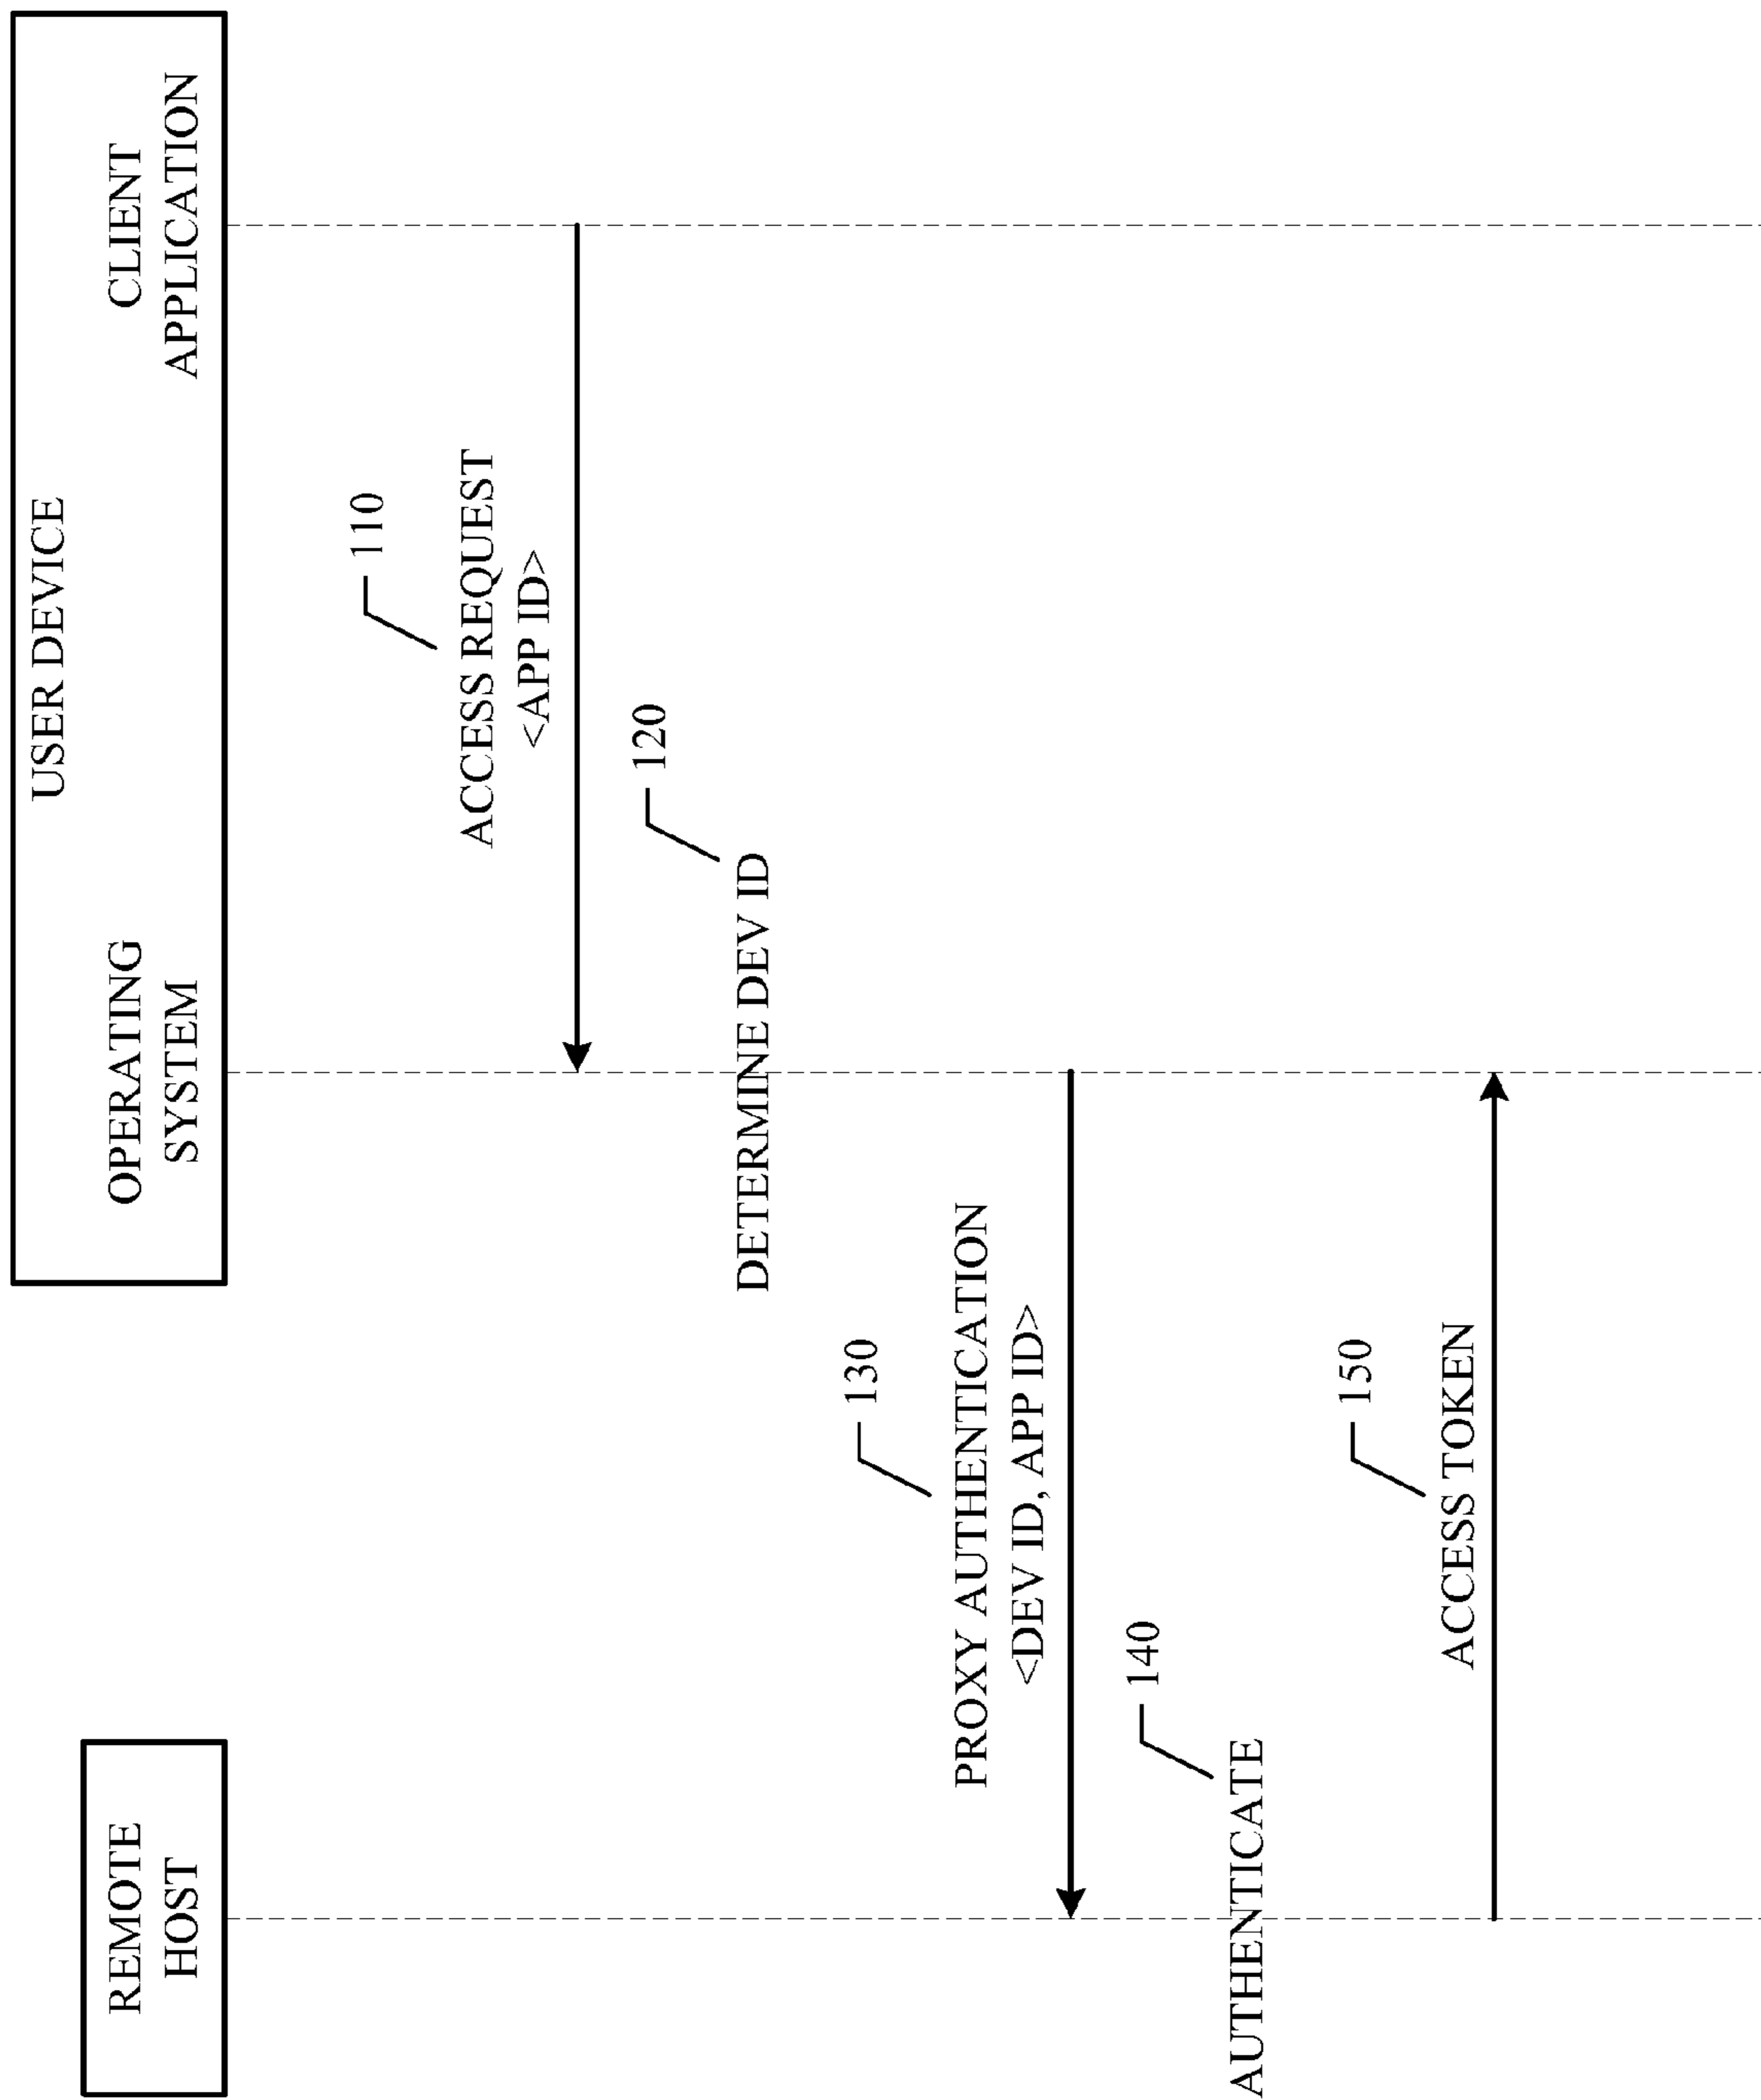 USER DEVICE
REMOTE
HOST
OPERATING
SYSTEM
CLIENT
APPLICATION
110
ACCESS REQUEST
<APP ID>
120
DETERMINE DEV ID
130
PROXY AUTHENTICATION
<DEV ID, APP ID>
140
AUTHENTICATE
150
ACCESS TOKEN